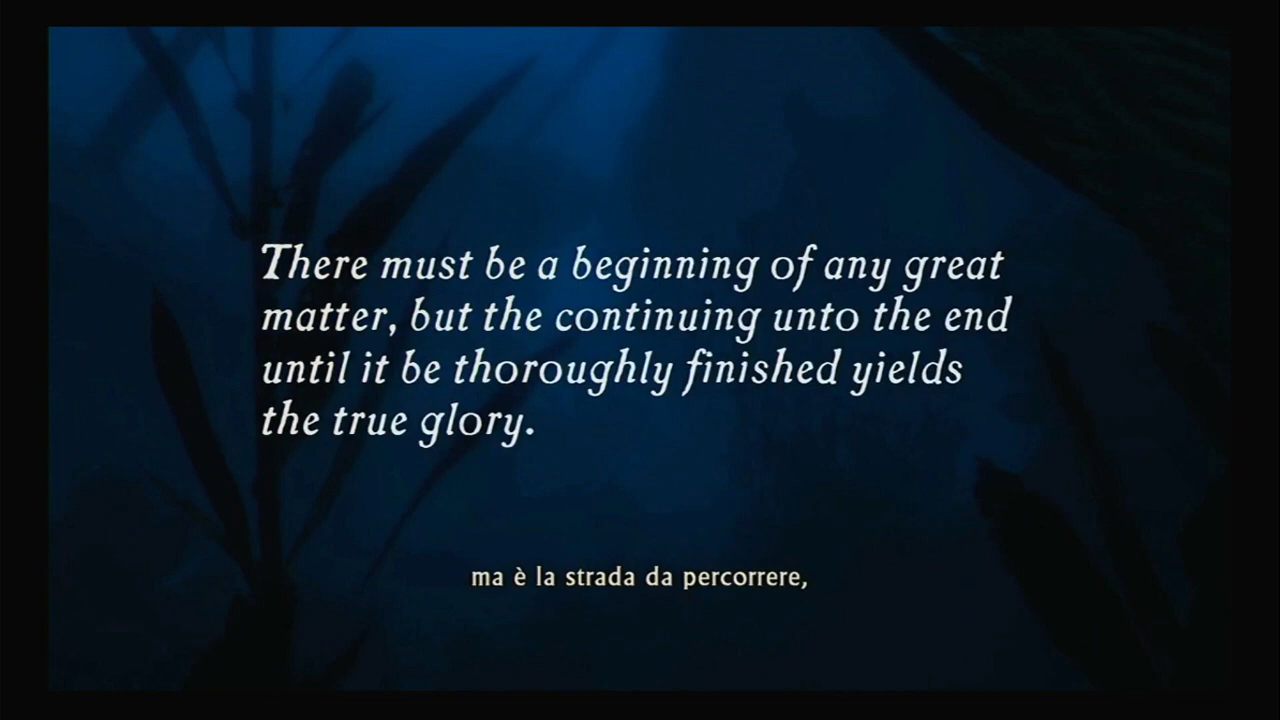 There must be a beginning of any great
matter, but the continuing unto the end
until it be thoroughly finished yields
the true glory.
ma è la strada da percorrere,